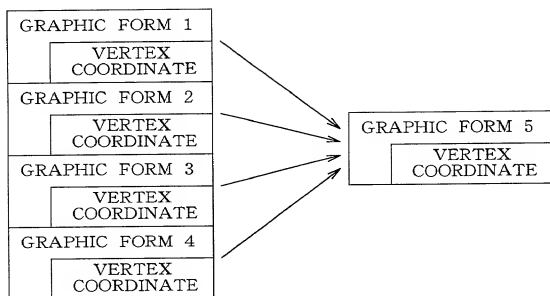 GRAPHIC FORM 1
VERTEX
COORDINATE
GRAPHIC FORM 2
VERTEX
COORDINATE
GRAPHIC FORM 3
VERTEX
COORDINATE
GRAPHIC FORM 4
VERTEX
COORDINATE
GRAPHIC FORM 5
VERTEX
COORDINATE